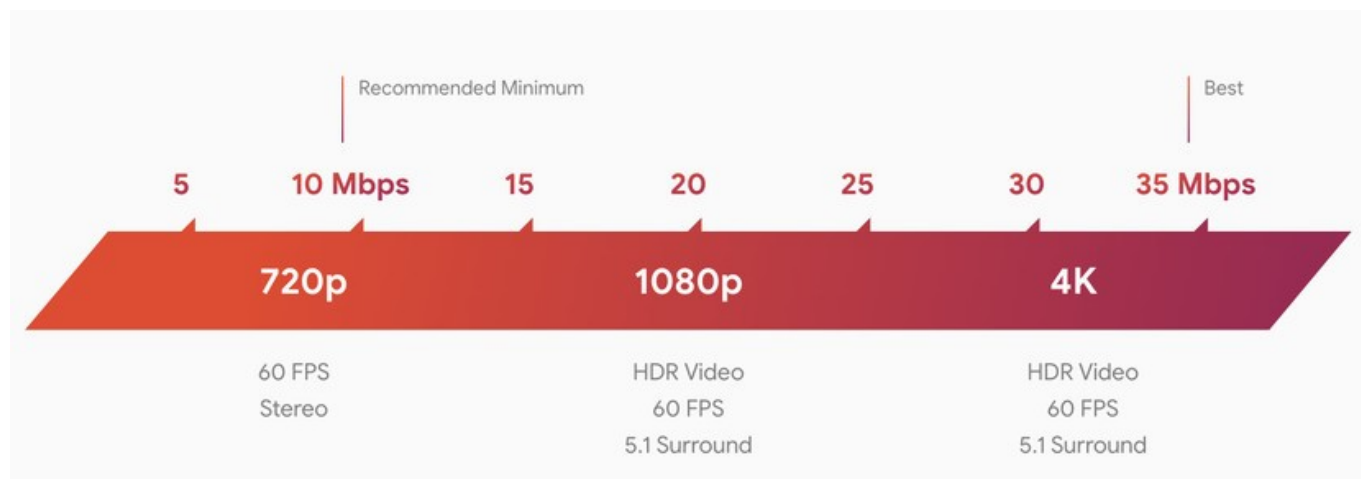 Recommended Minimum
Best
5
10 Mbps
15
20
25
30
35 Mbps
720p
1080p
4K
60 FPS
Stereo
HDR Video
60 FPS
5.1 Surround
HDR Video
60 FPS
5.1 Surround